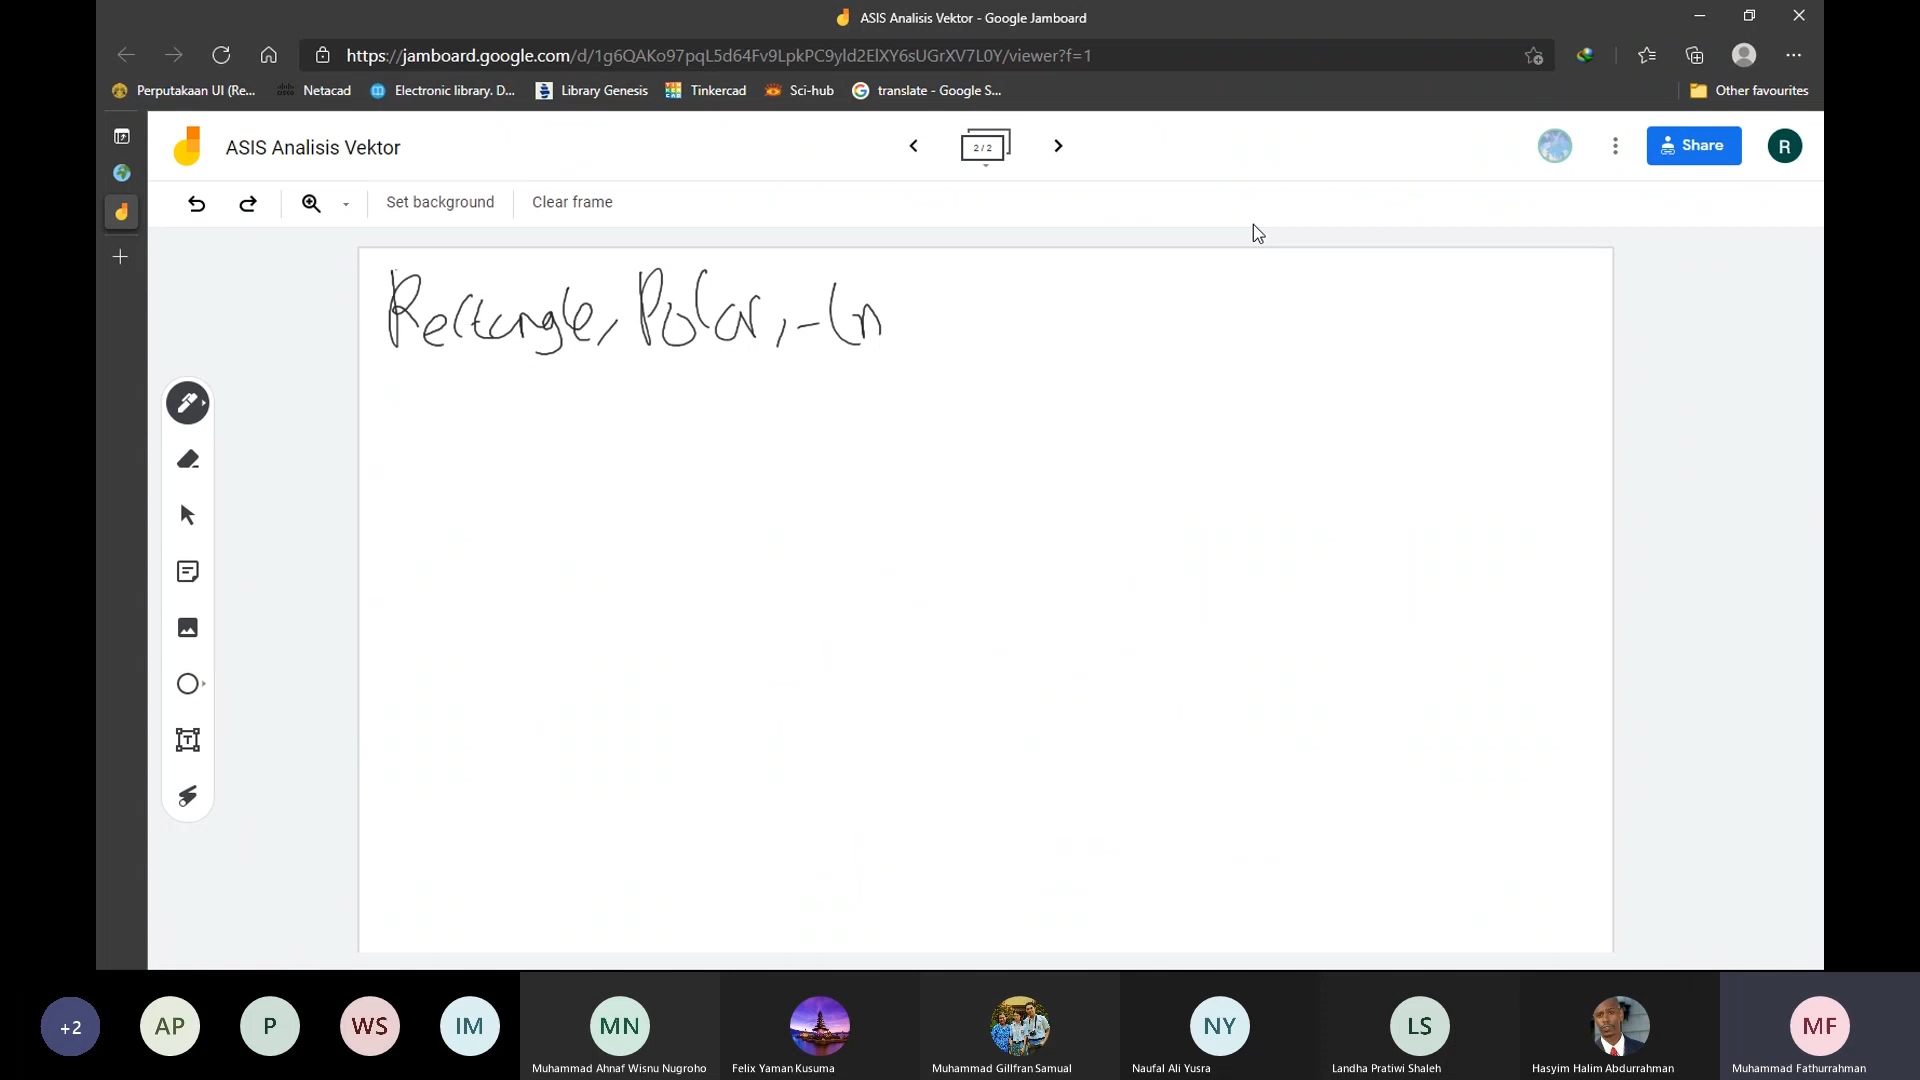 ASIS Analisis Vektor - Google Jamboard
https://jamboard.google.com/d/1g6QAKo97pqL5d64Fv9LpkPC9yld2ElXY6sUGrXV7L0Y/viewer?f=1
Perputakaan UI (Re... Netacad Electronic library. D... Library Genesis Tinkercad Sci-hub translate - Google S... Other favourites
ASIS Analisis Vektor 2 / 2 Share R
Set background Clear frame
Rectangle, Polar,
+2 AP P WS IM MN NY LS MF
Muhammad Ahnaf Wisnu Nugroho Felix Yaman Kusuma Muhammad Gillfran Samual Naufal Ali Yusra Landha Pratiwi Shaleh Hasyim Halim Abdurrahman Muhammad Fathurrahman